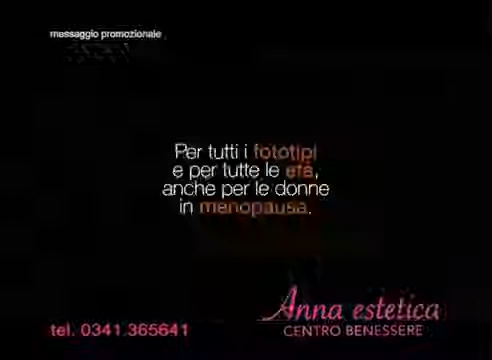 messaggio promozionale
Per tutti i fototipi
e per tutte le età,
anche per le donne
in menopausa.
Anna estetica
CENTRO BENESSERE
tel. 0341.365641